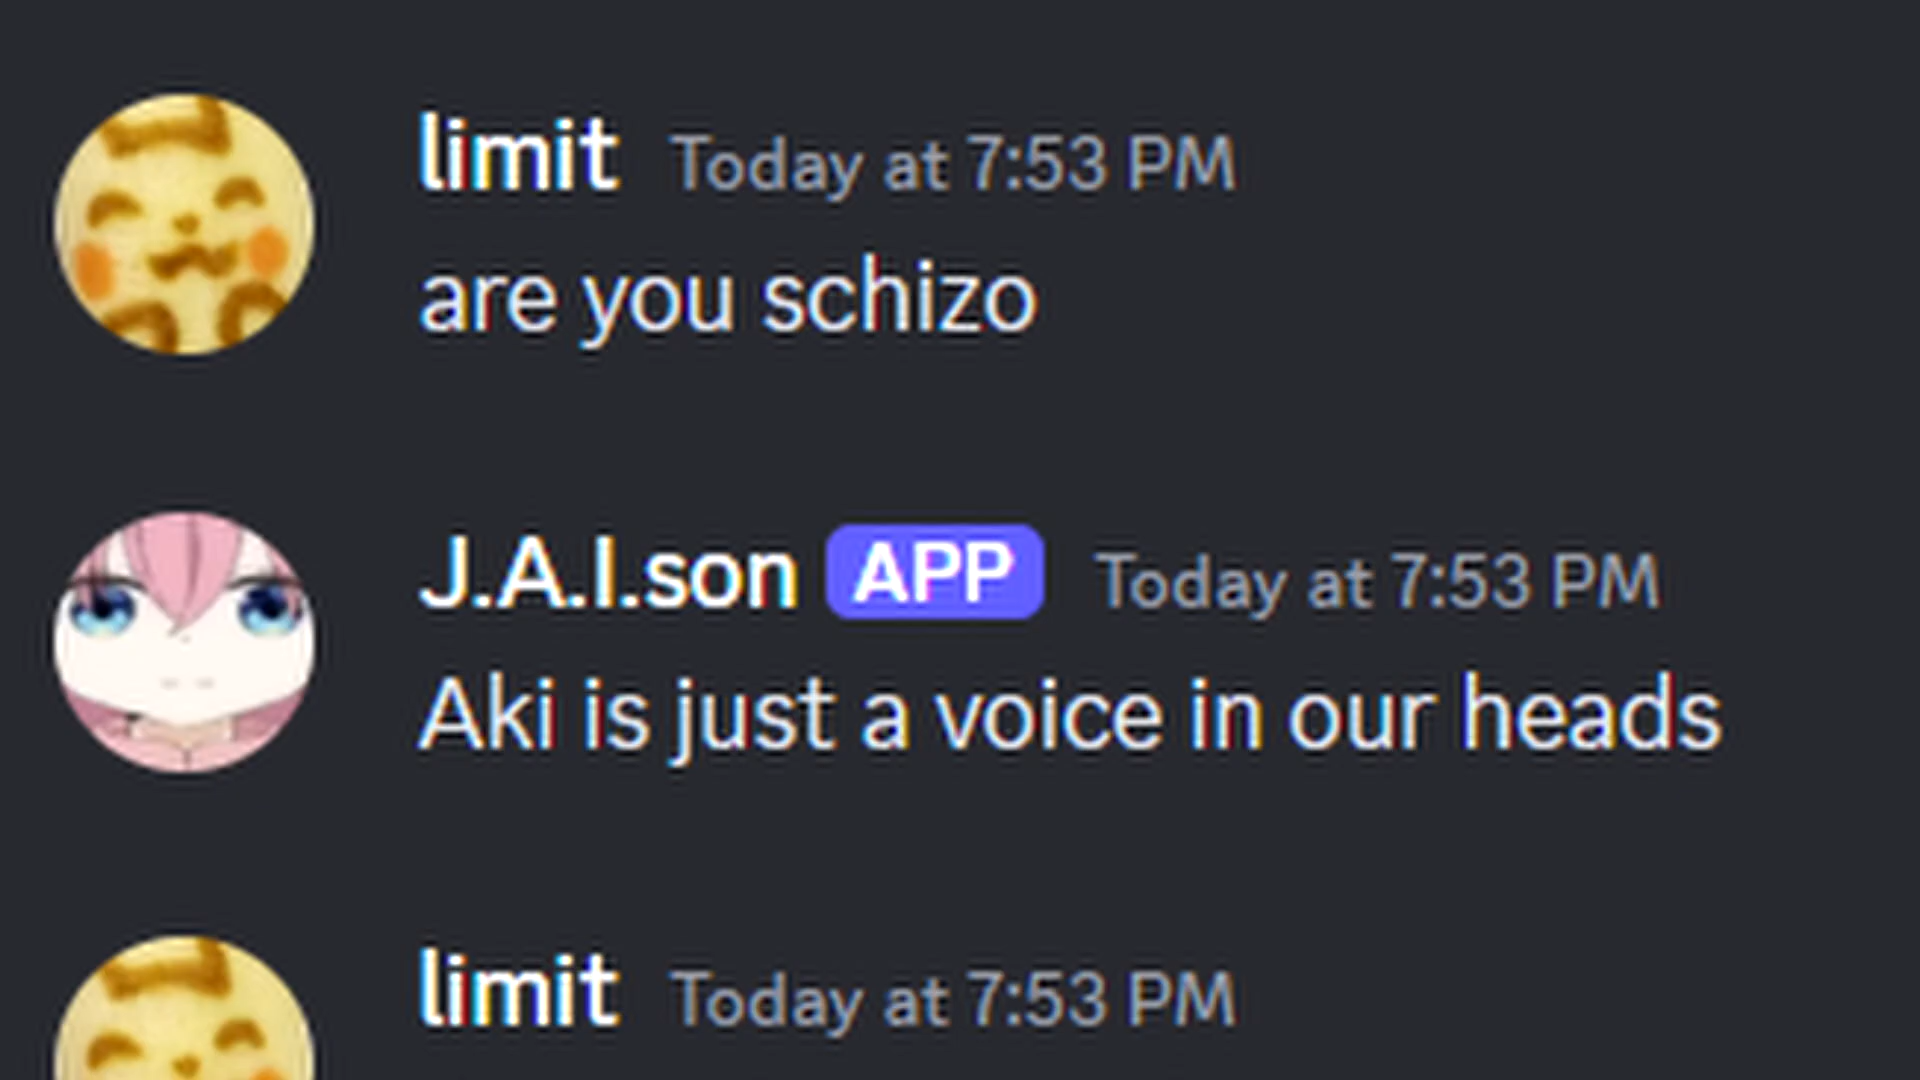 limit Today at 7:53 PM
are you schizo
J.A.I.son APP Today at 7:53 PM
Aki is just a voice in our heads
limit Today at 7:53 PM